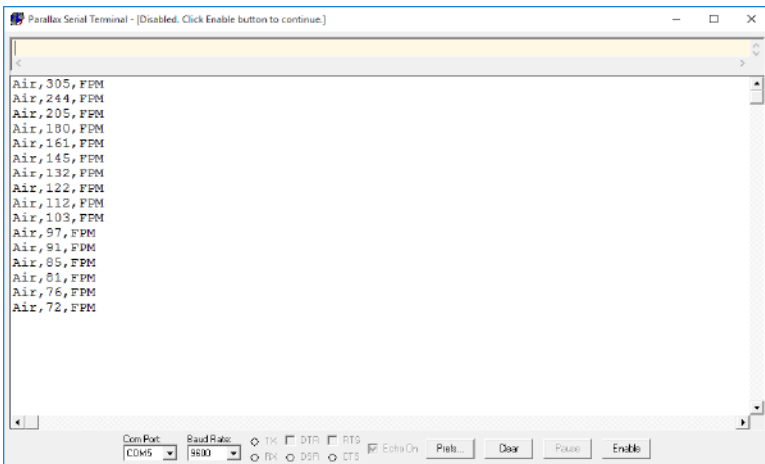 Parallax Serial Terminal - [Disabled. Click Enable button to continue.]
Air,305,FPM
Air,244,FPM
Air,205,FPM
Air,180,FPM
Air,161,FPM
Air,145,FPM
Air,132,FPM
Air,122,FPM
Air,112,FPM
Air,103,FPM
Air,97,FPM
Air,91,FPM
Air,85,FPM
Air,81,FPM
Air,76,FPM
Air,72,FPM
Com Port: Baud Rate: TX DTR RTS
COM5 9600 RX DSR CTS Echo On Prefs... Clear Pause Enable